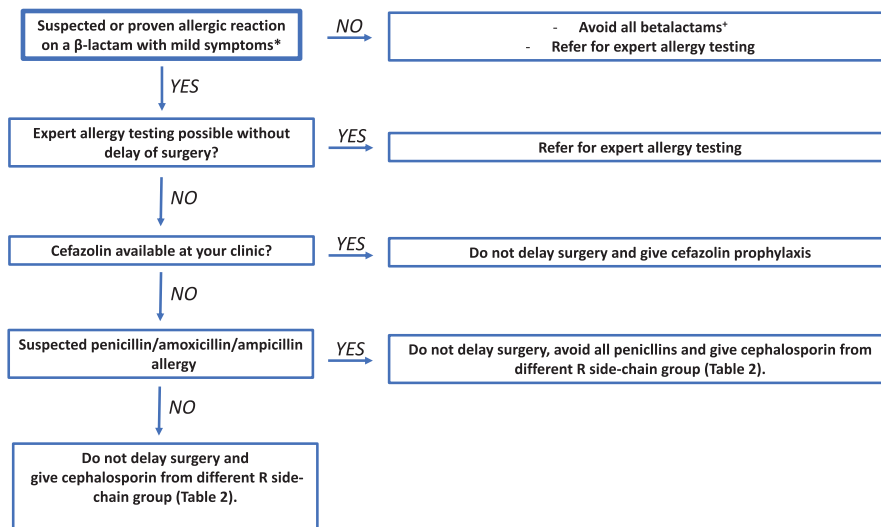 Suspected or proven allergic reaction
on a β-lactam with mild symptoms*
NO
- Avoid all betalactams⁺
- Refer for expert allergy testing
YES
Expert allergy testing possible without
delay of surgery?
YES
Refer for expert allergy testing
NO
Cefazolin available at your clinic?
YES
Do not delay surgery and give cefazolin prophylaxis
NO
Suspected penicillin/amoxicillin/ampicillin
allergy
YES
Do not delay surgery, avoid all penicllins and give cephalosporin from
different R side-chain group (Table 2).
NO
Do not delay surgery and
give cephalosporin from different R side-
chain group (Table 2).